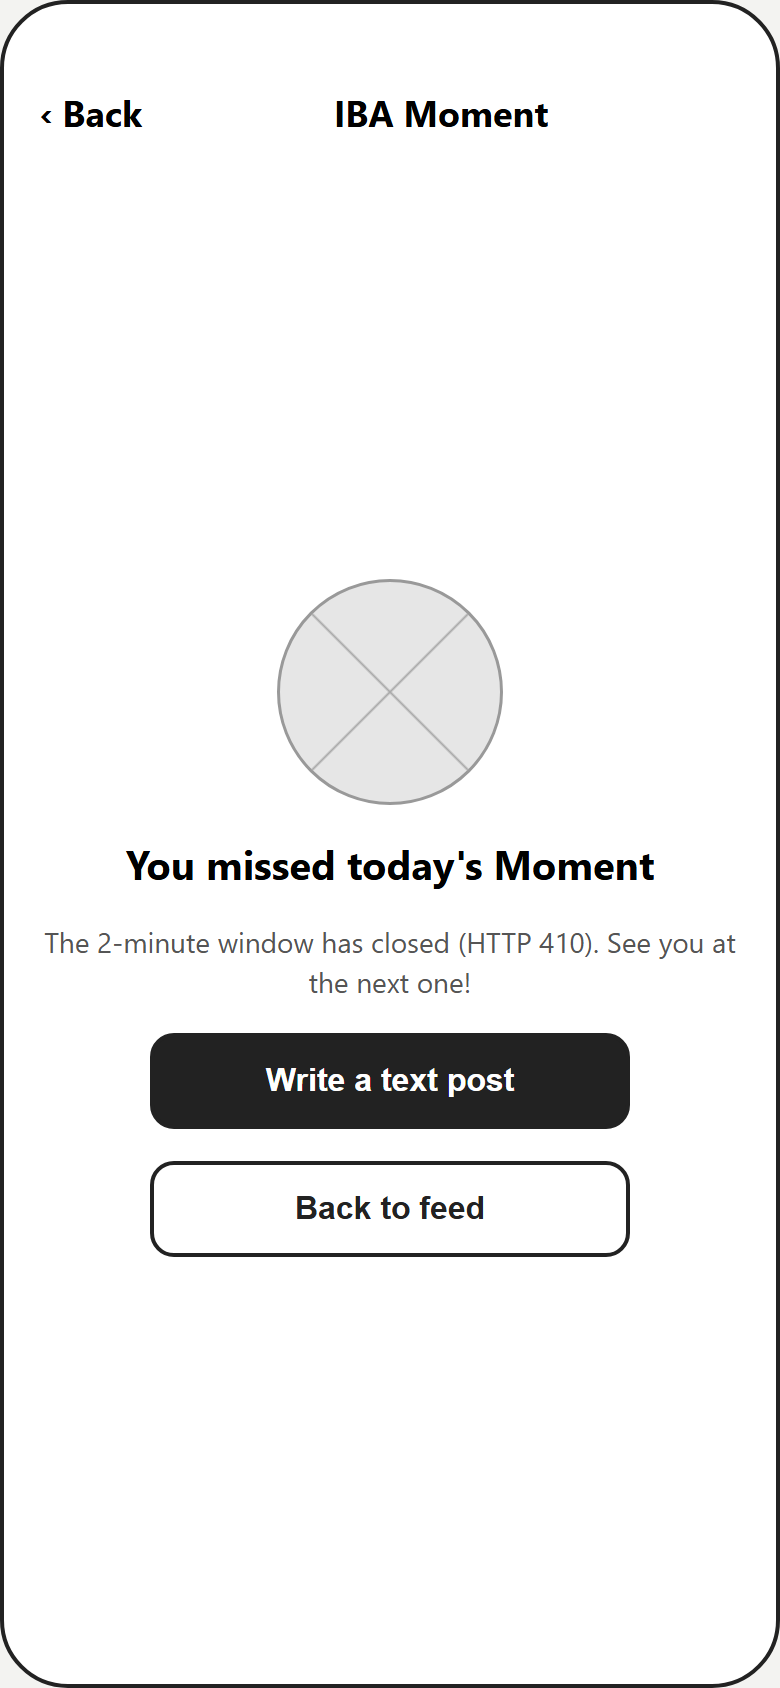 ‹ Back
IBA Moment
You missed today's Moment
The 2-minute window has closed (HTTP 410). See you at
the next one!
Write a text post
Back to feed